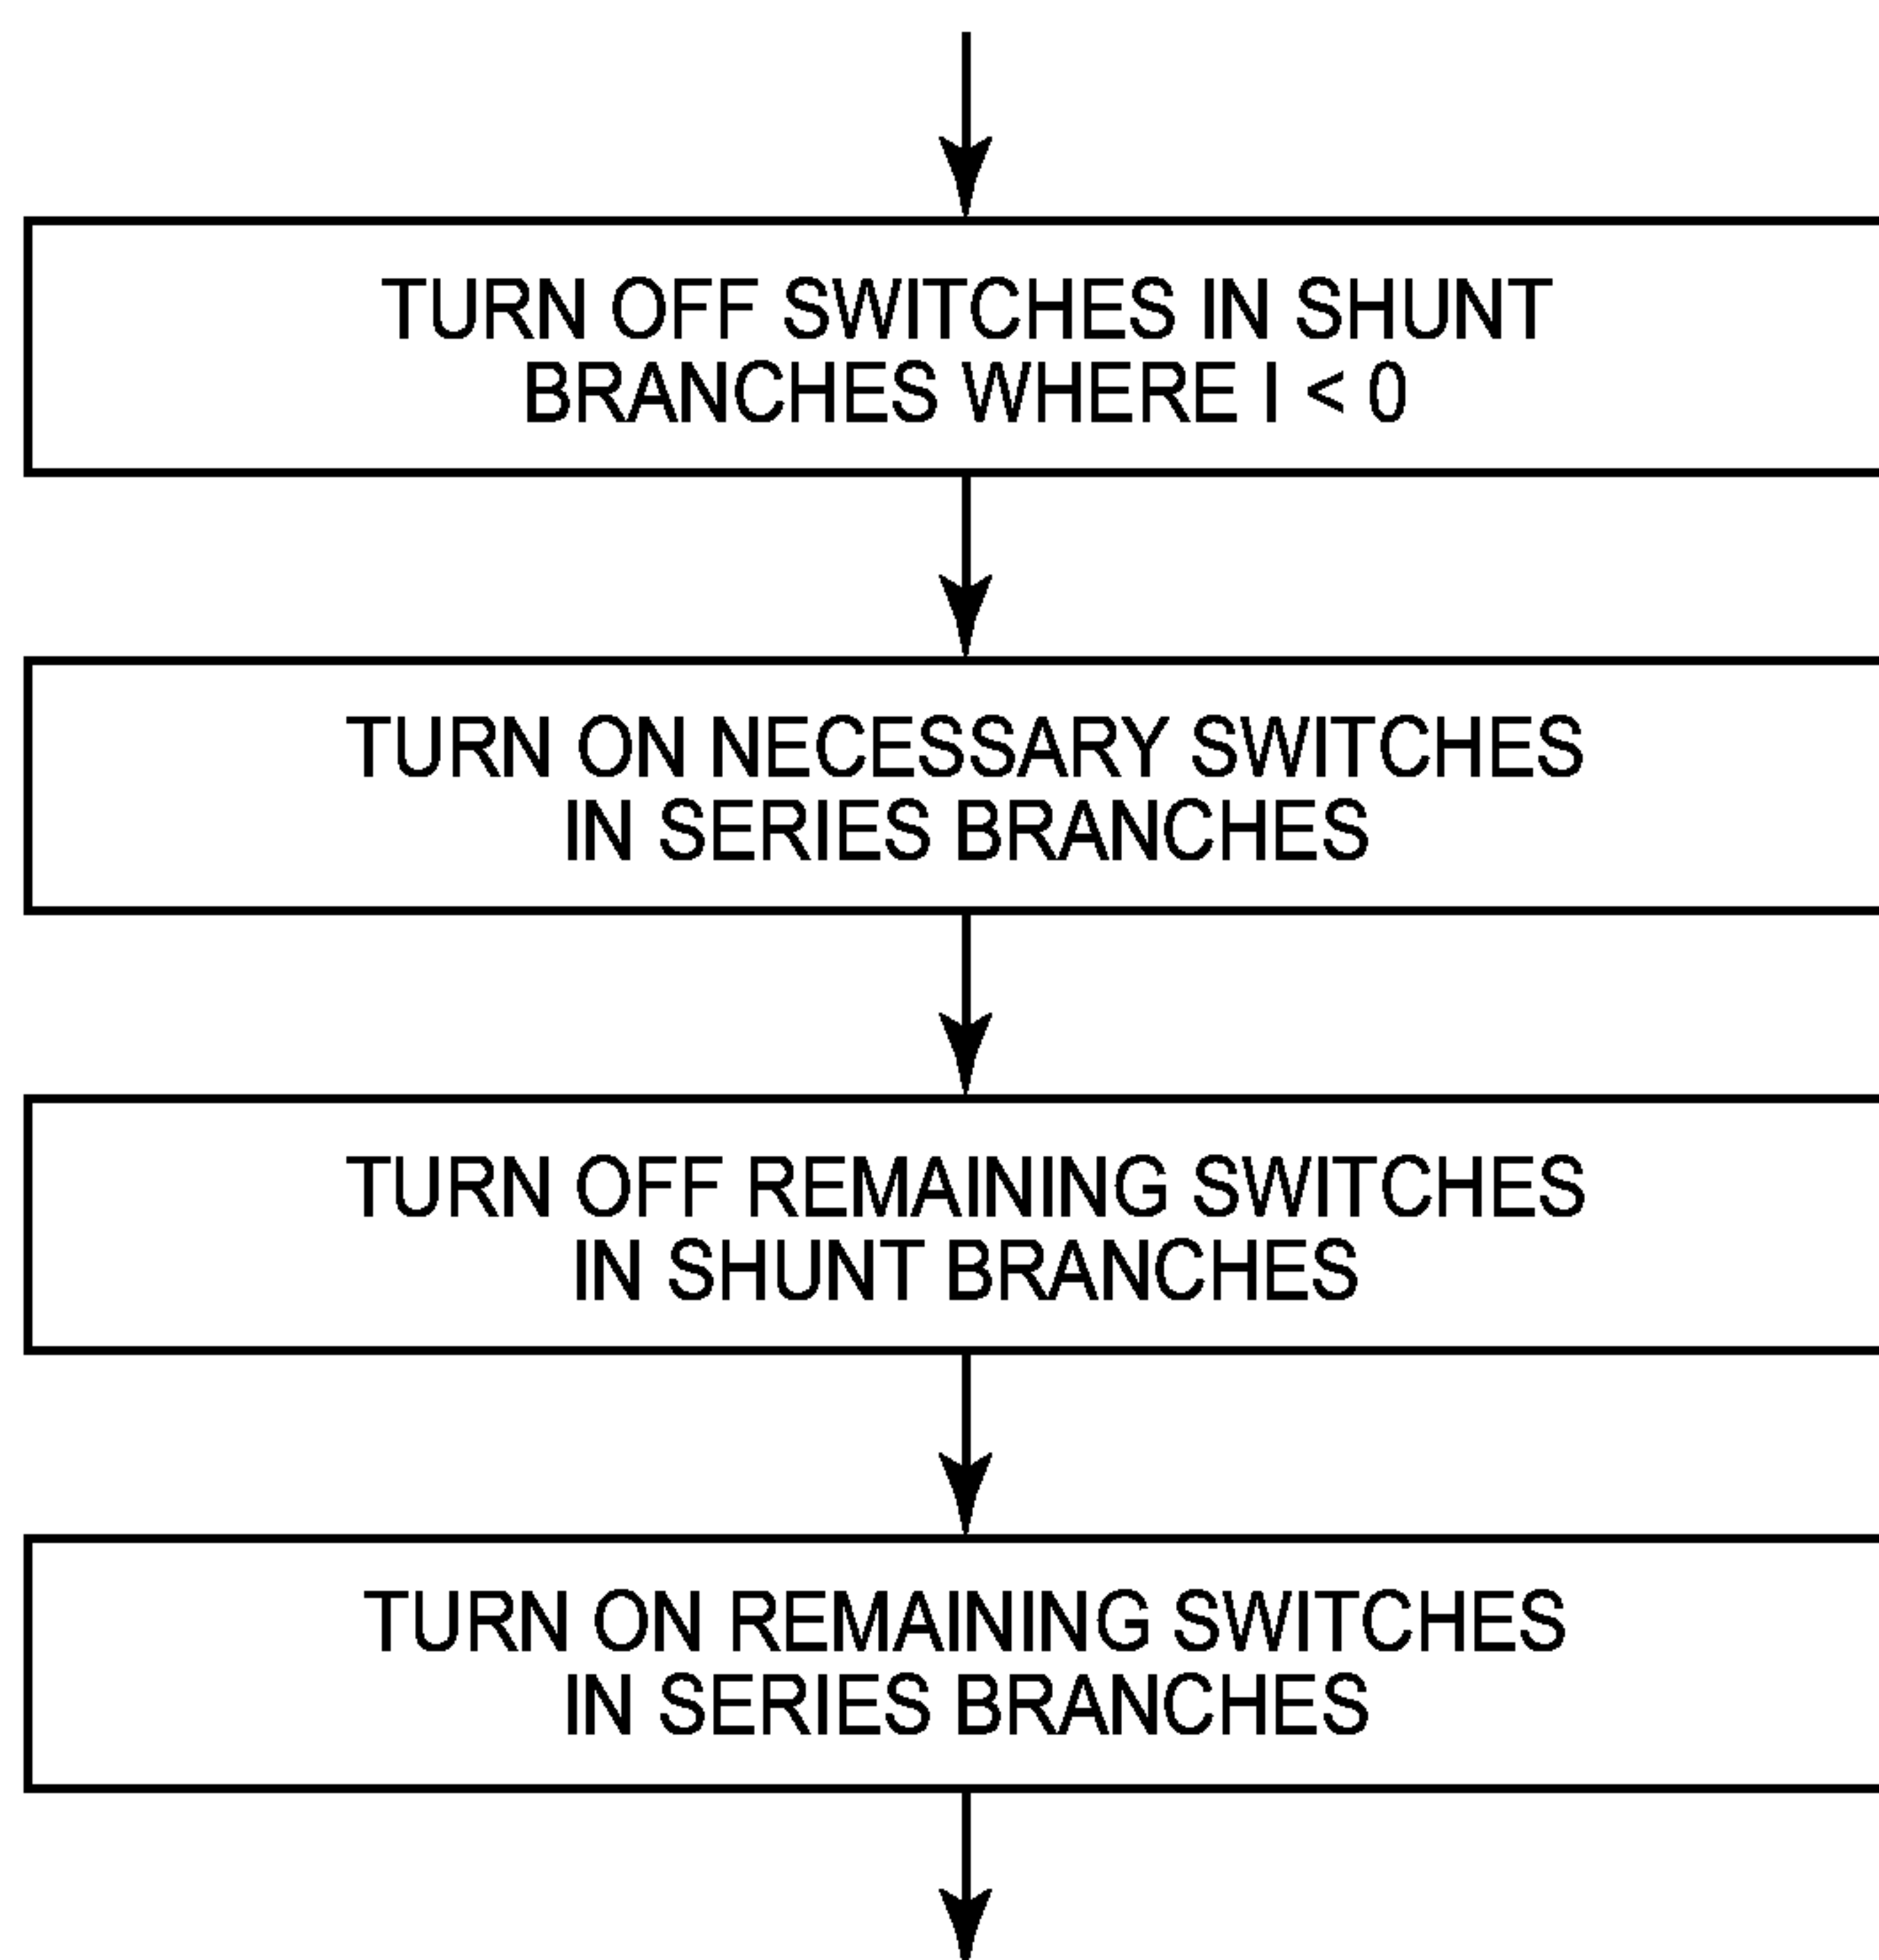 TURN OFF SWITCHES IN SHUNT
BRANCHES WHERE I < 0
TURN ON NECESSARY SWITCHES
IN SERIES BRANCHES
TURN OFF REMAINING SWITCHES
IN SHUNT BRANCHES
TURN ON REMAINING SWITCHES
IN SERIES BRANCHES